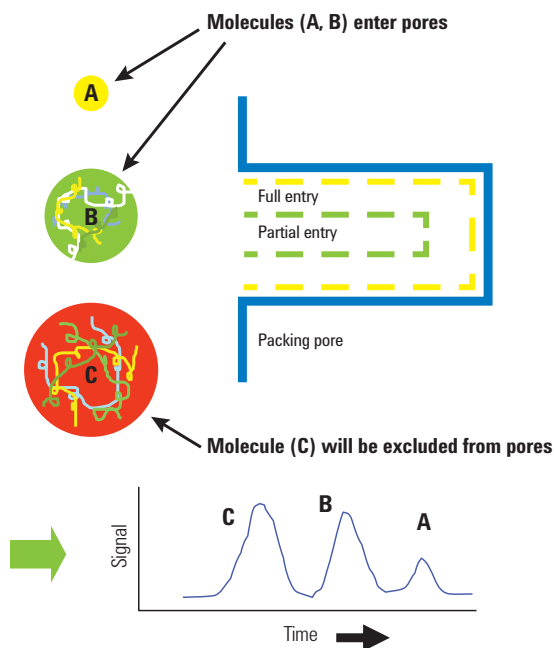 Molecules (A, B) enter pores
A
B
Full entry
Partial entry
Packing pore
C
Molecule (C) will be excluded from pores
C
B
A
Signal
Time